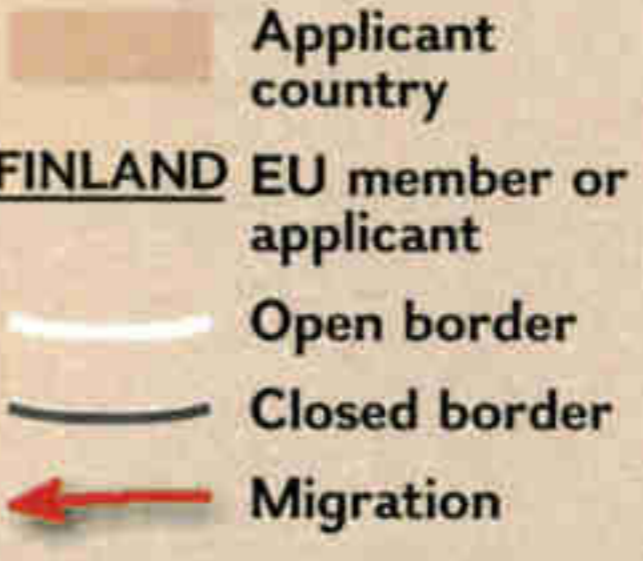 Applicant
country
FINLAND EU member or
applicant
Open border
Closed border
Migration